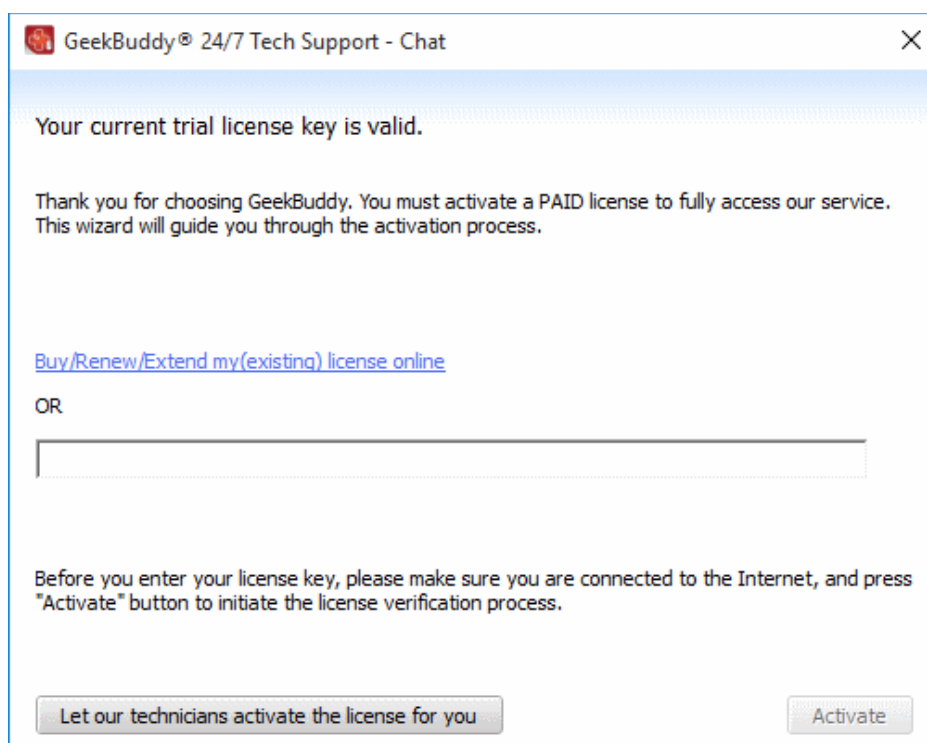 GeekBuddy® 24/7 Tech Support - Chat
Your current trial license key is valid.
Thank you for choosing GeekBuddy. You must activate a PAID license to fully access our service.
This wizard will guide you through the activation process.
Buy/Renew/Extend my(existing) license online
OR
Before you enter your license key, please make sure you are connected to the Internet, and press
"Activate" button to initiate the license verification process.
Let our technicians activate the license for you
Activate